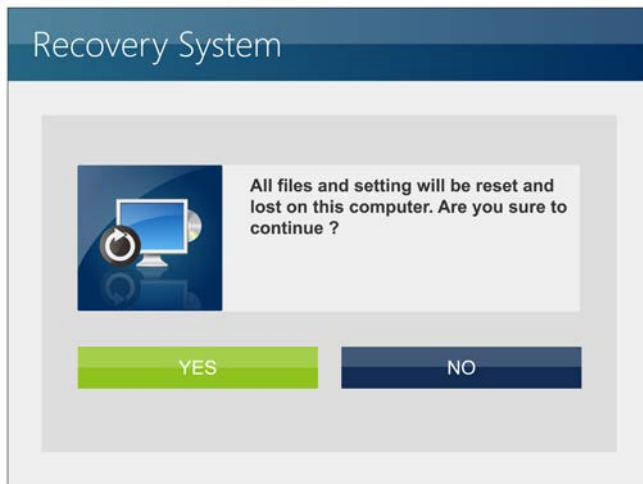 Recovery System
All files and setting will be reset and
lost on this computer. Are you sure to
continue ?
YES
NO